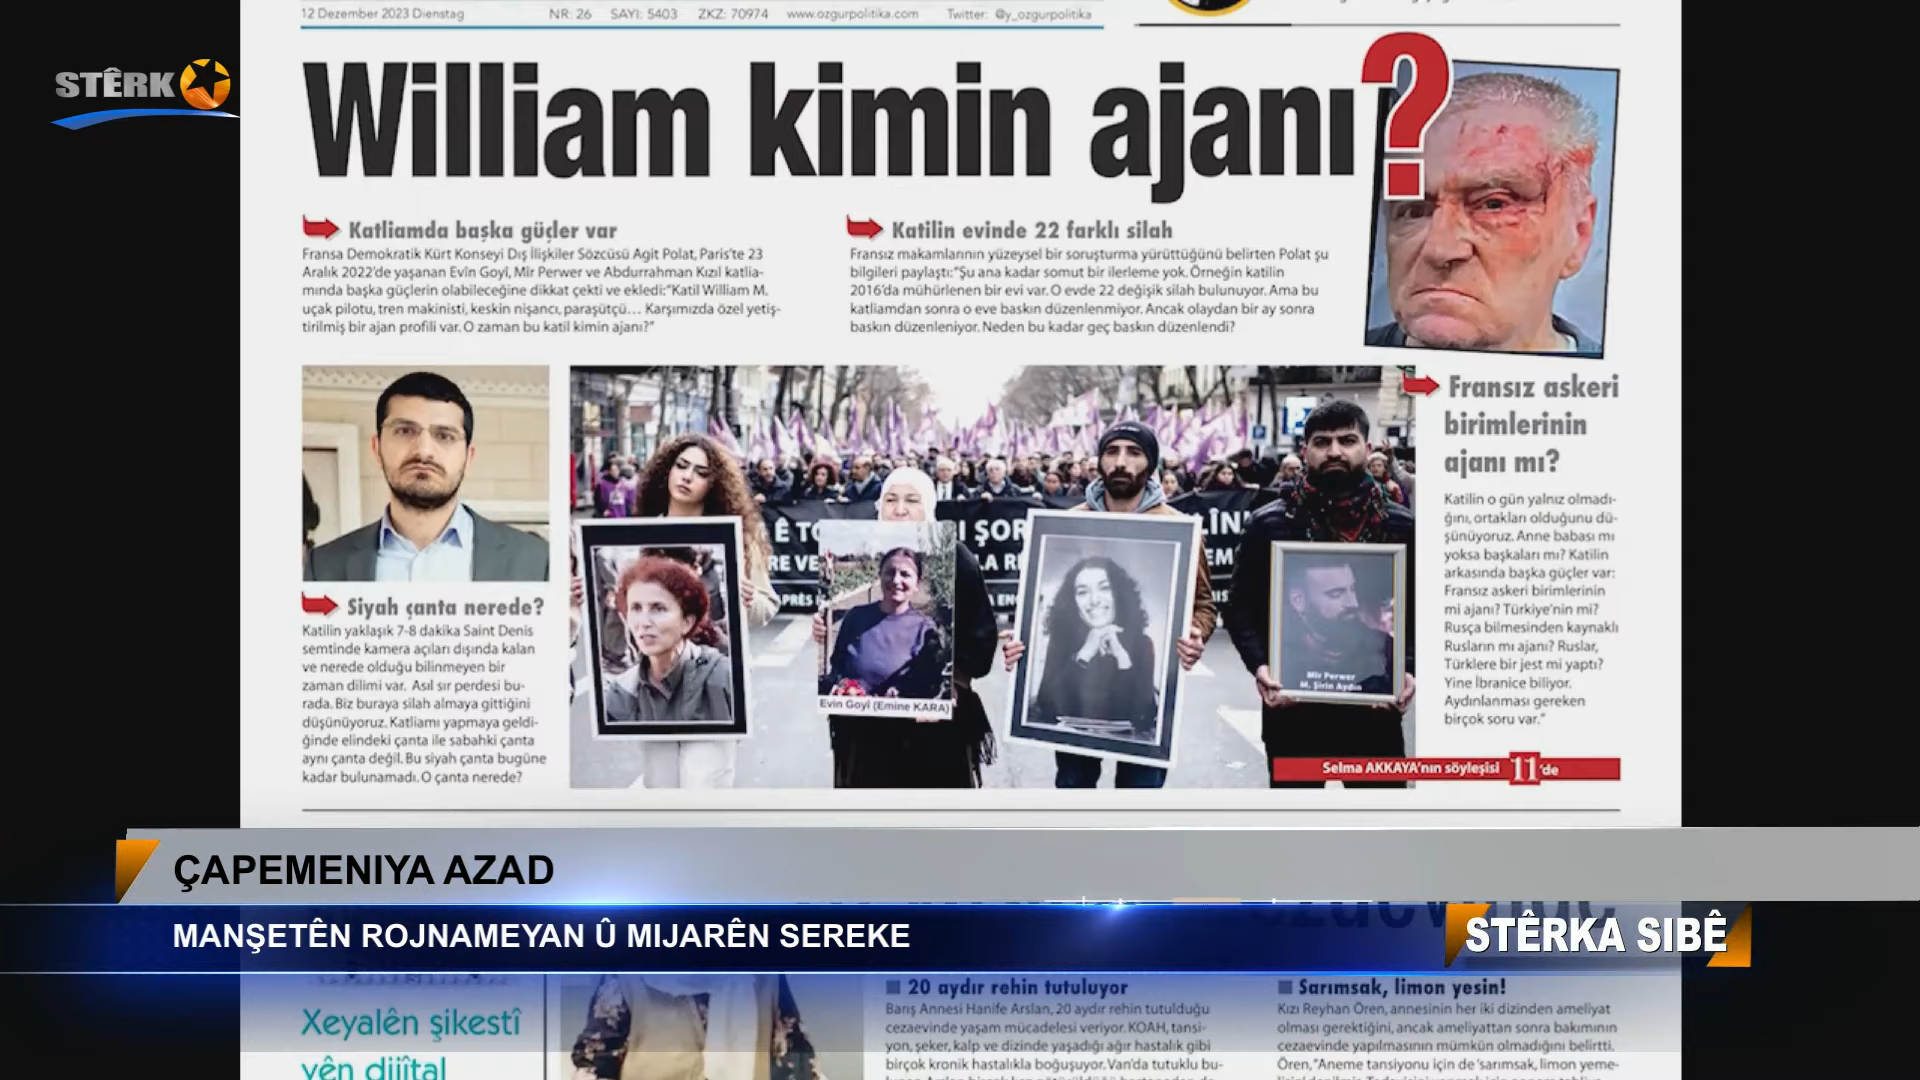 12 Dezember 2023 Dienstag NR: 26 SAYI: 5403 ZKZ: 70974 www.ozgurpolitika.com Twitter: @y_ozgurpolitika
STÊRK
William kimin ajanı?
Katliamda başka güçler var
Fransa Demokratik Kürt Konseyi Dış İlişkiler Sözcüsü Agit Polat, Paris'te 23
Aralık 2022'de yaşanan Evîn Goyî, Mîr Perwer ve Abdurrahman Kızıl katlia-
mında başka güçlerin olabileceğine dikkat çekti ve ekledi:"Katil William M.
uçak pilotu, tren makinisti, keskin nişancı, paraşütçü... Karşımızda özel yetiş-
tirilmiş bir ajan profili var. O zaman bu katil kimin ajanı?"
Katilin evinde 22 farklı silah
Fransız makamlarının yüzeysel bir soruşturma yürüttüğünü belirten Polat şu
bilgileri paylaştı:"Şu ana kadar somut bir ilerleme yok. Örneğin katilin
2016'da mühürlenen bir evi var. O evde 22 değişik silah bulunuyor. Ama bu
katliamdan sonra o eve baskın düzenlenmiyor. Ancak olaydan bir ay sonra
baskın düzenleniyor. Neden bu kadar geç baskın düzenlendi?
Fransız askeri
birimlerinin
ajanı mı?
Katilin o gün yalnız olmadı-
ğını, ortakları olduğunu dü-
şünüyoruz. Anne babası mı
yoksa başkaları mı? Katilin
arkasında başka güçler var:
Fransız askeri birimlerinin
mi ajanı? Türkiye'nin mi?
Rusça bilmesinden kaynaklı
Rusların mı ajanı? Ruslar,
Türklere bir jest mi yaptı?
Yine İbranice biliyor.
Aydınlanması gereken
birçok soru var."
Siyah çanta nerede?
Katilin yaklaşık 7-8 dakika Saint Denis
semtinde kamera açıları dışında kalan
ve nerede olduğu bilinmeyen bir
zaman dilimi var. Asıl sır perdesi bu-
rada. Biz buraya silah almaya gittiğini
düşünüyoruz. Katliamı yapmaya geldi-
ğinde elindeki çanta ile sabahki çanta
aynı çanta değil. Bu siyah çanta bugüne
kadar bulunamadı. O çanta nerede?
Evîn Goyî (Emine KARA)
Mir Perwer
M. Şirin Aydın
Selma AKKAYA'nın söyleşisi 11'de
ÇAPEMENIYA AZAD
MANŞETÊN ROJNAMEYAN Û MIJARÊN SEREKE
STÊRKA SIBÊ
Xeyalên şikestî
yên dijîtal
20 aydır rehin tutuluyor
Barış Annesi Hanife Arslan, 20 aydır rehin tutulduğu
cezaevinde yaşam mücadelesi veriyor. KOAH, tansi-
yon, şeker, kalp ve dizinde yaşadığı ağır hastalık gibi
birçok kronik hastalıkla boğuşuyor. Van'da tutuklu bu-
Sarımsak, limon yesin!
Kızı Reyhan Ören, annesinin her iki dizinden ameliyat
olması gerektiğini, ancak ameliyattan sonra bakımının
cezaevinde yapılmasının mümkün olmadığını belirtti.
Ören, "Aneme tansiyonu için de 'sarımsak, limon yeme-